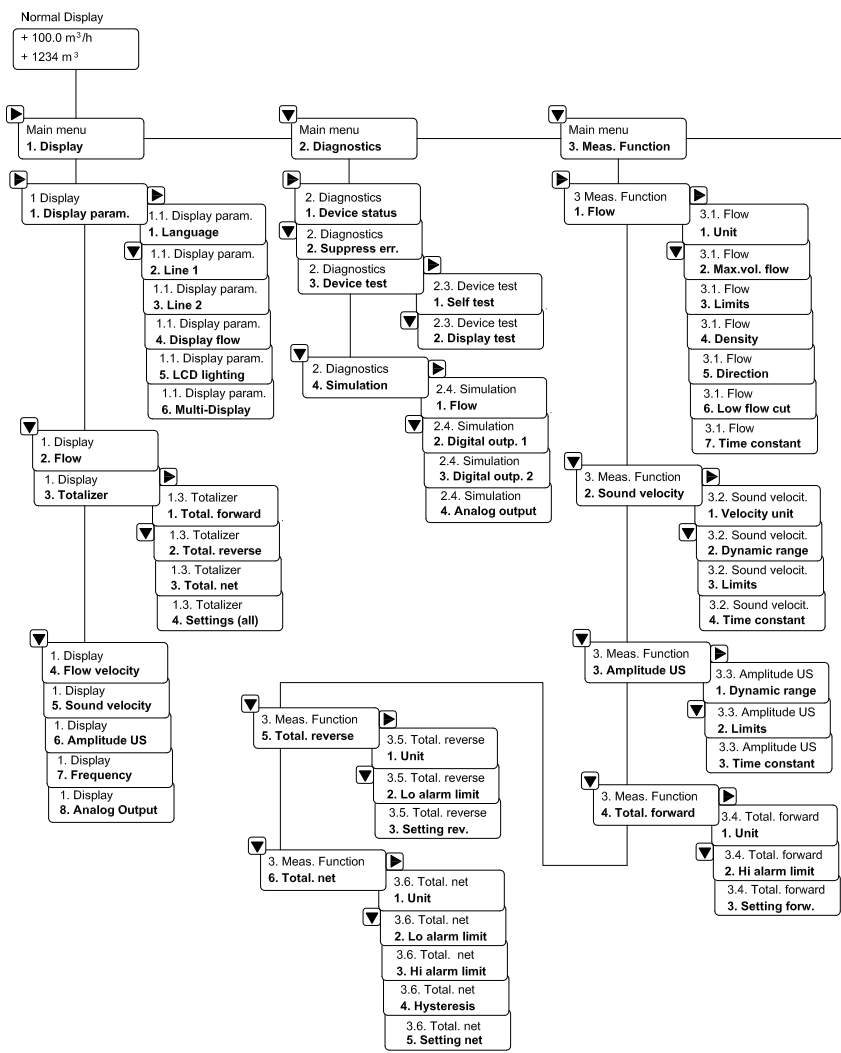 Normal Display
+ 100.0 m³/h
+ 1234 m³
Main menu
1. Display
1 Display
1. Display param.
1.1. Display param.
1. Language
1.1. Display param.
2. Line 1
1.1. Display param.
3. Line 2
1.1. Display param.
4. Display flow
1.1. Display param.
5. LCD lighting
1.1. Display param.
6. Multi-Display
1. Display
2. Flow
1. Display
3. Totalizer
1.3. Totalizer
1. Total. forward
1.3. Totalizer
2. Total. reverse
1.3. Totalizer
3. Total. net
1.3. Totalizer
4. Settings (all)
1. Display
4. Flow velocity
1. Display
5. Sound velocity
1. Display
6. Amplitude US
1. Display
7. Frequency
1. Display
8. Analog Output
Main menu
2. Diagnostics
2. Diagnostics
1. Device status
2. Diagnostics
2. Suppress err.
2. Diagnostics
3. Device test
2.3. Device test
1. Self test
2.3. Device test
2. Display test
2. Diagnostics
4. Simulation
2.4. Simulation
1. Flow
2.4. Simulation
2. Digital outp. 1
2.4. Simulation
3. Digital outp. 2
2.4. Simulation
4. Analog output
Main menu
3. Meas. Function
3 Meas. Function
1. Flow
3.1. Flow
1. Unit
3.1. Flow
2. Max.vol. flow
3.1. Flow
3. Limits
3.1. Flow
4. Density
3.1. Flow
5. Direction
3.1. Flow
6. Low flow cut
3.1. Flow
7. Time constant
3. Meas. Function
2. Sound velocity
3.2. Sound velocit.
1. Velocity unit
3.2. Sound velocit.
2. Dynamic range
3.2. Sound velocit.
3. Limits
3.2. Sound velocit.
4. Time constant
3. Meas. Function
3. Amplitude US
3.3. Amplitude US
1. Dynamic range
3.3. Amplitude US
2. Limits
3.3. Amplitude US
3. Time constant
3. Meas. Function
4. Total. forward
3.4. Total. forward
1. Unit
3.4. Total. forward
2. Hi alarm limit
3.4. Total. forward
3. Setting forw.
3. Meas. Function
5. Total. reverse
3.5. Total. reverse
1. Unit
3.5. Total. reverse
2. Lo alarm limit
3.5. Total. reverse
3. Setting rev.
3. Meas. Function
6. Total. net
3.6. Total. net
1. Unit
3.6. Total. net
2. Lo alarm limit
3.6. Total. net
3. Hi alarm limit
3.6. Total. net
4. Hysteresis
3.6. Total. net
5. Setting net